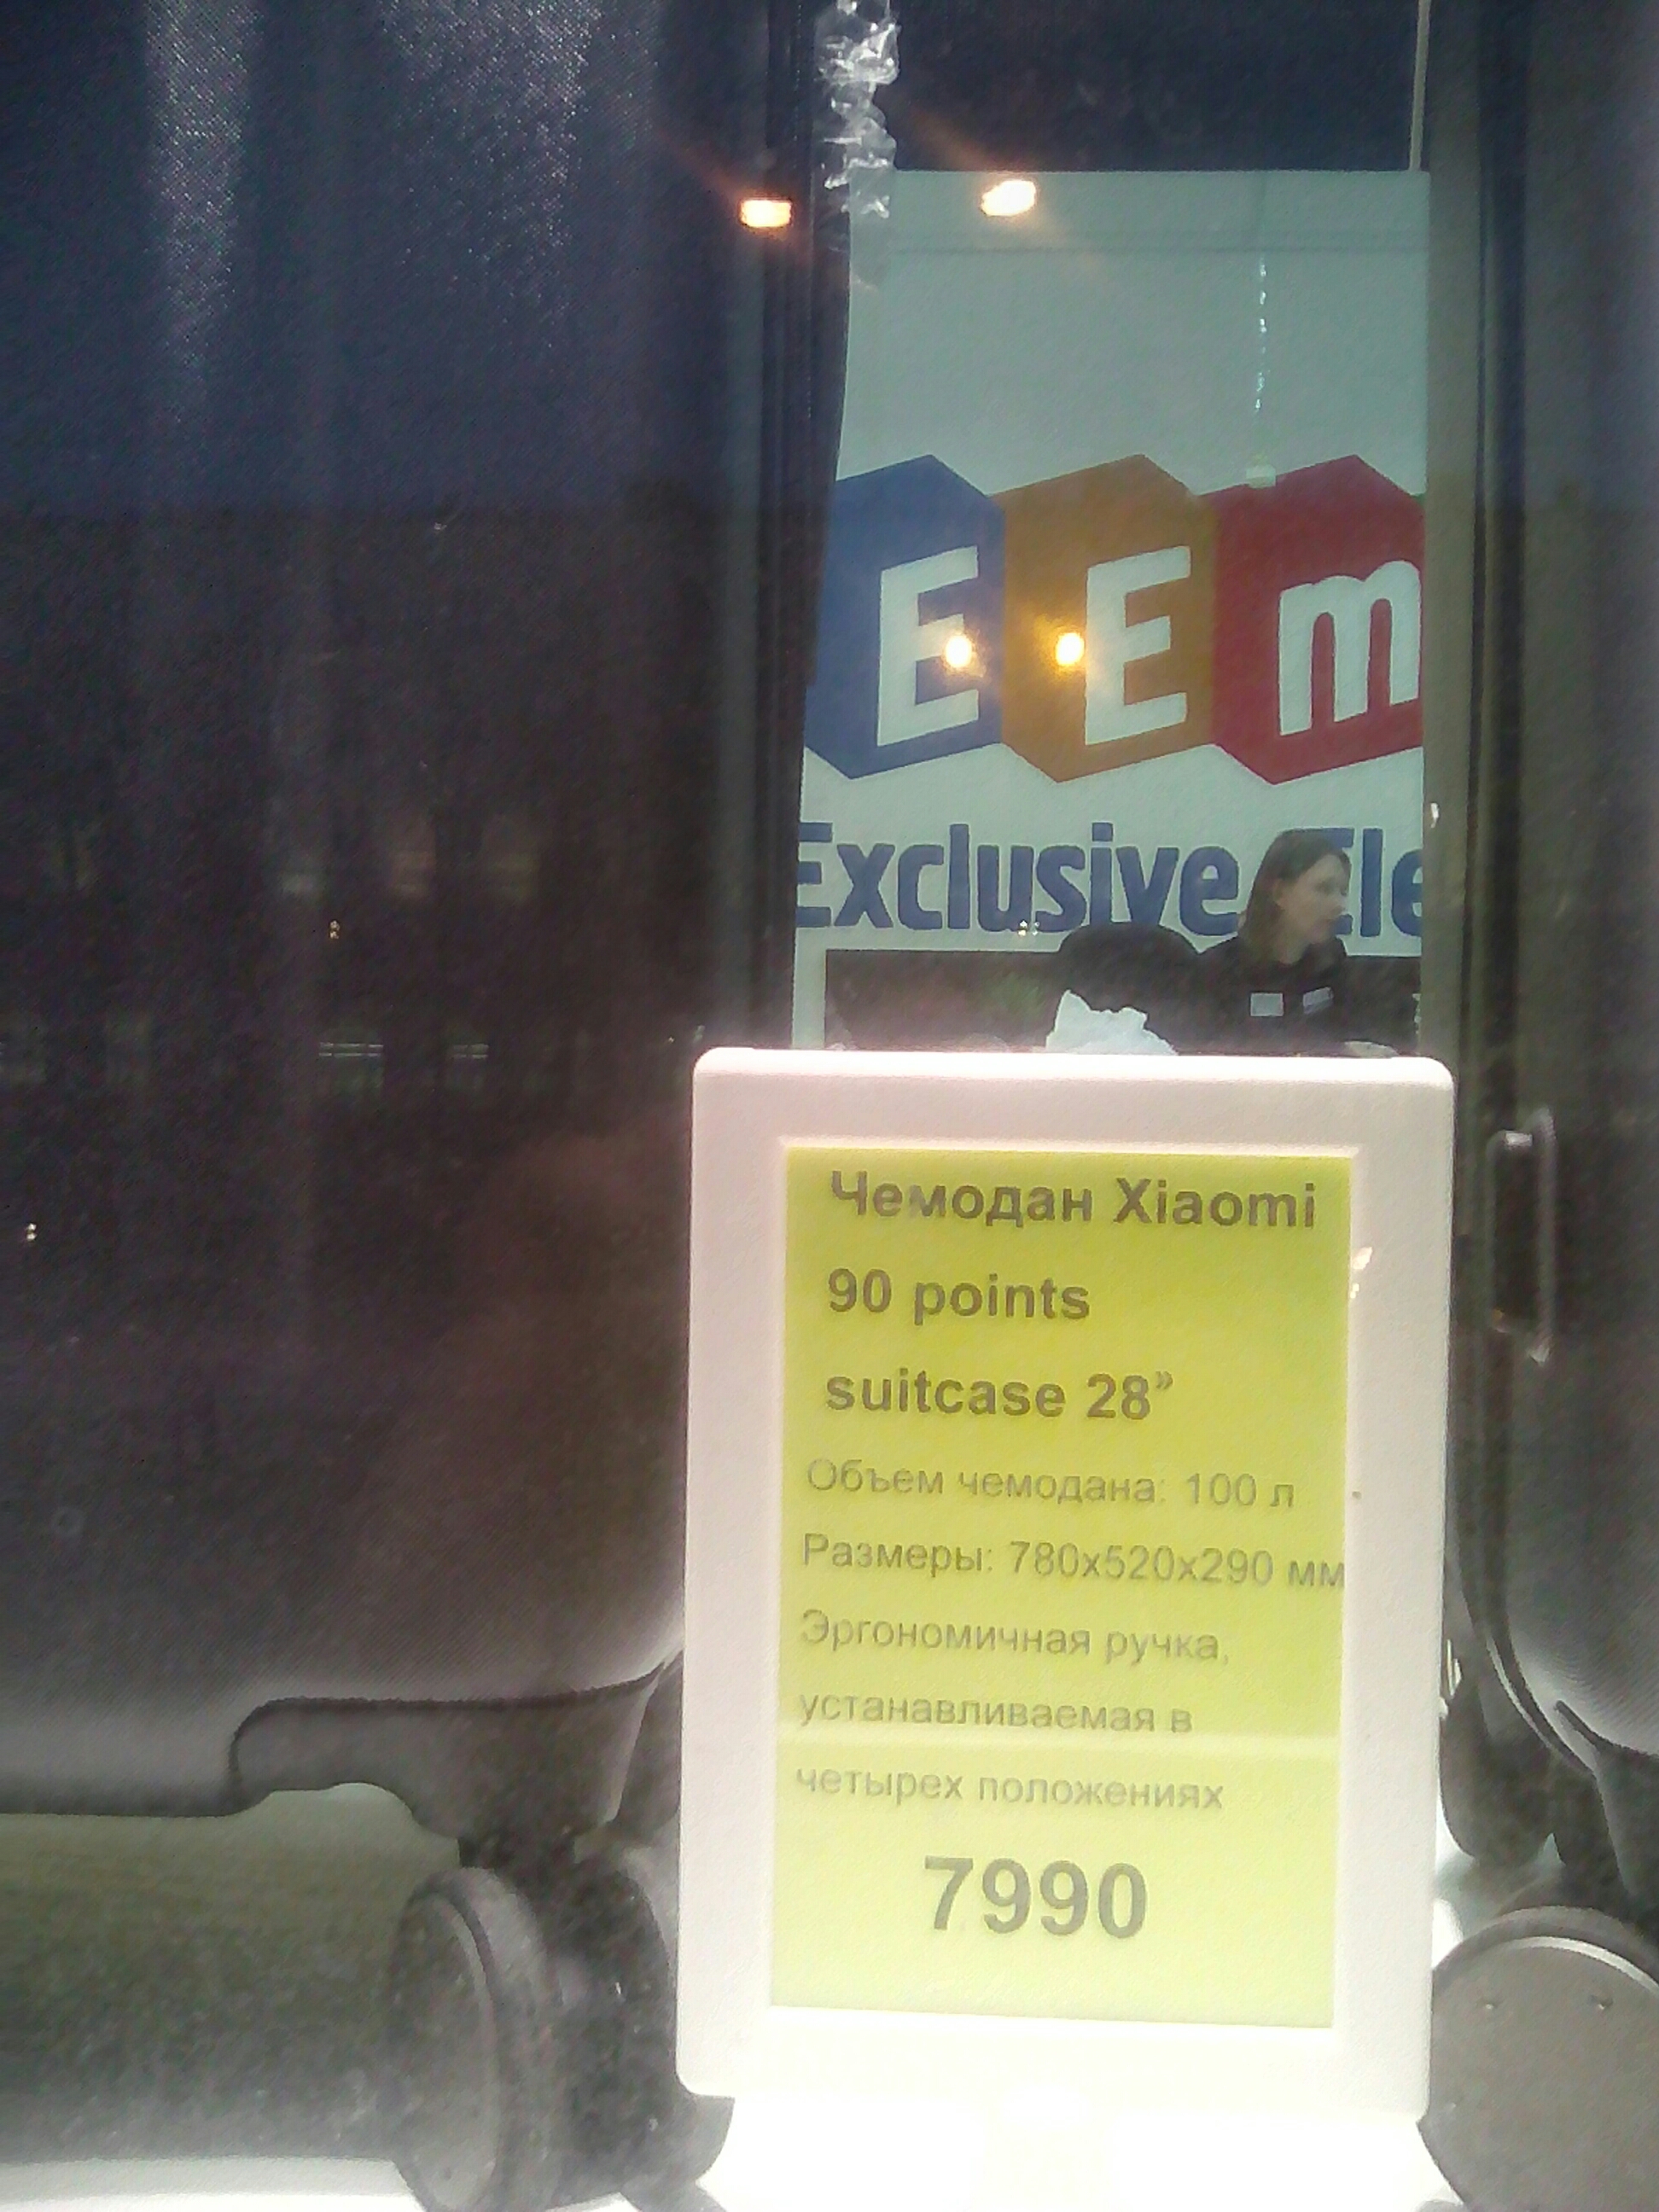 EEm
Exclusive Ele
Чемодан Xiaomi
90 points
suitcase 28”
Объем чемодана: 100 л
Размеры: 780x520x290 мм
Эргономичная ручка,
устанавливаемая в
четырех положениях
7990